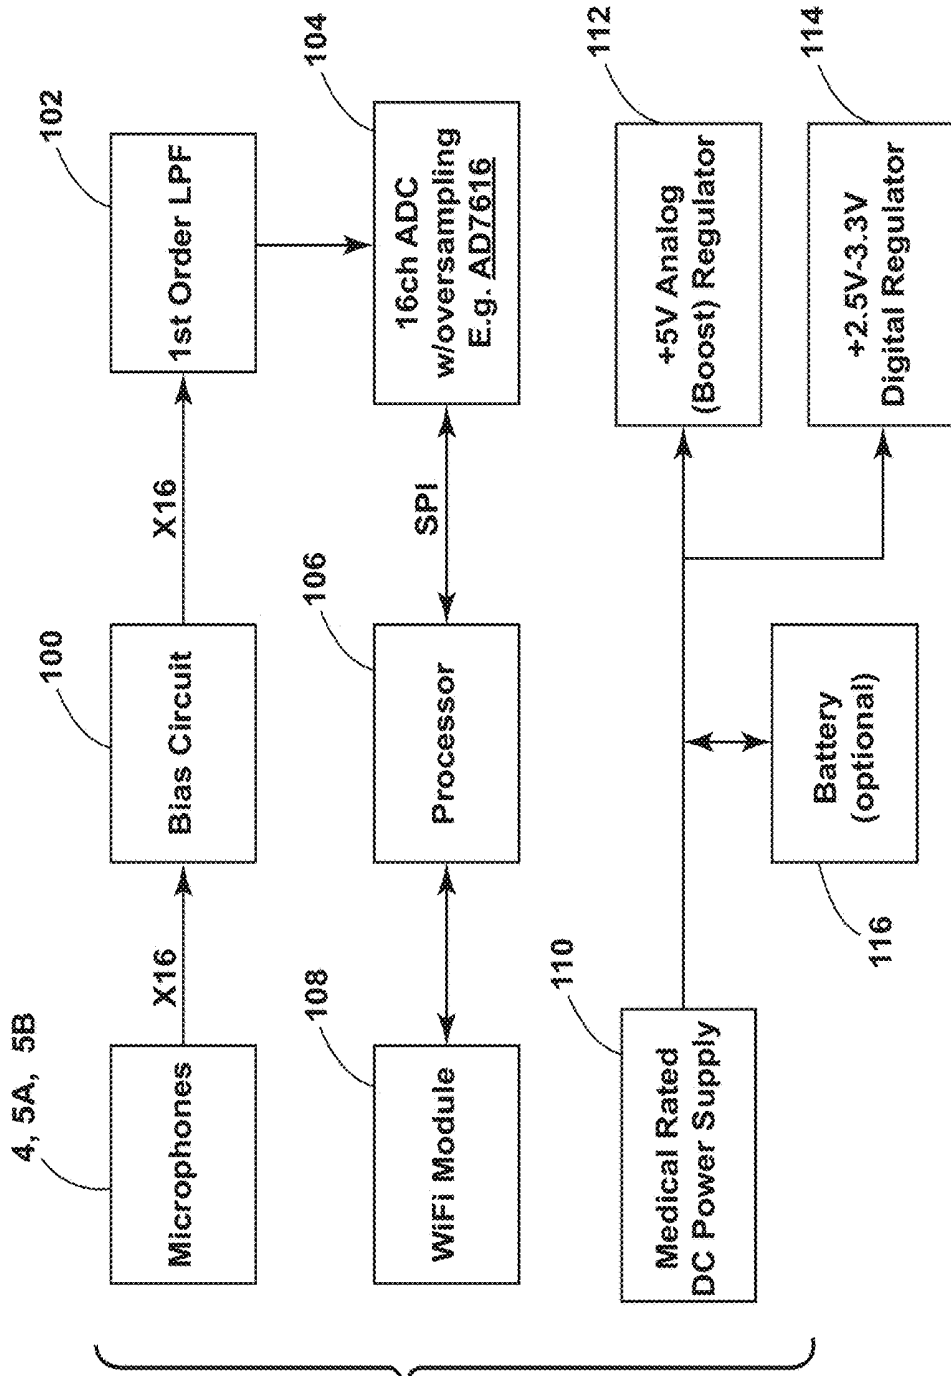 4, 5A, 5B
Microphones
X16
100
Bias Circuit
X16
102
1st Order LPF
108
WiFi Module
106
Processor
SPI
104
16ch ADC
w/oversampling
E.g. AD7616
110
Medical Rated
DC Power Supply
116
Battery
(optional)
112
+5V Analog
(Boost) Regulator
114
+2.5V-3.3V
Digital Regulator